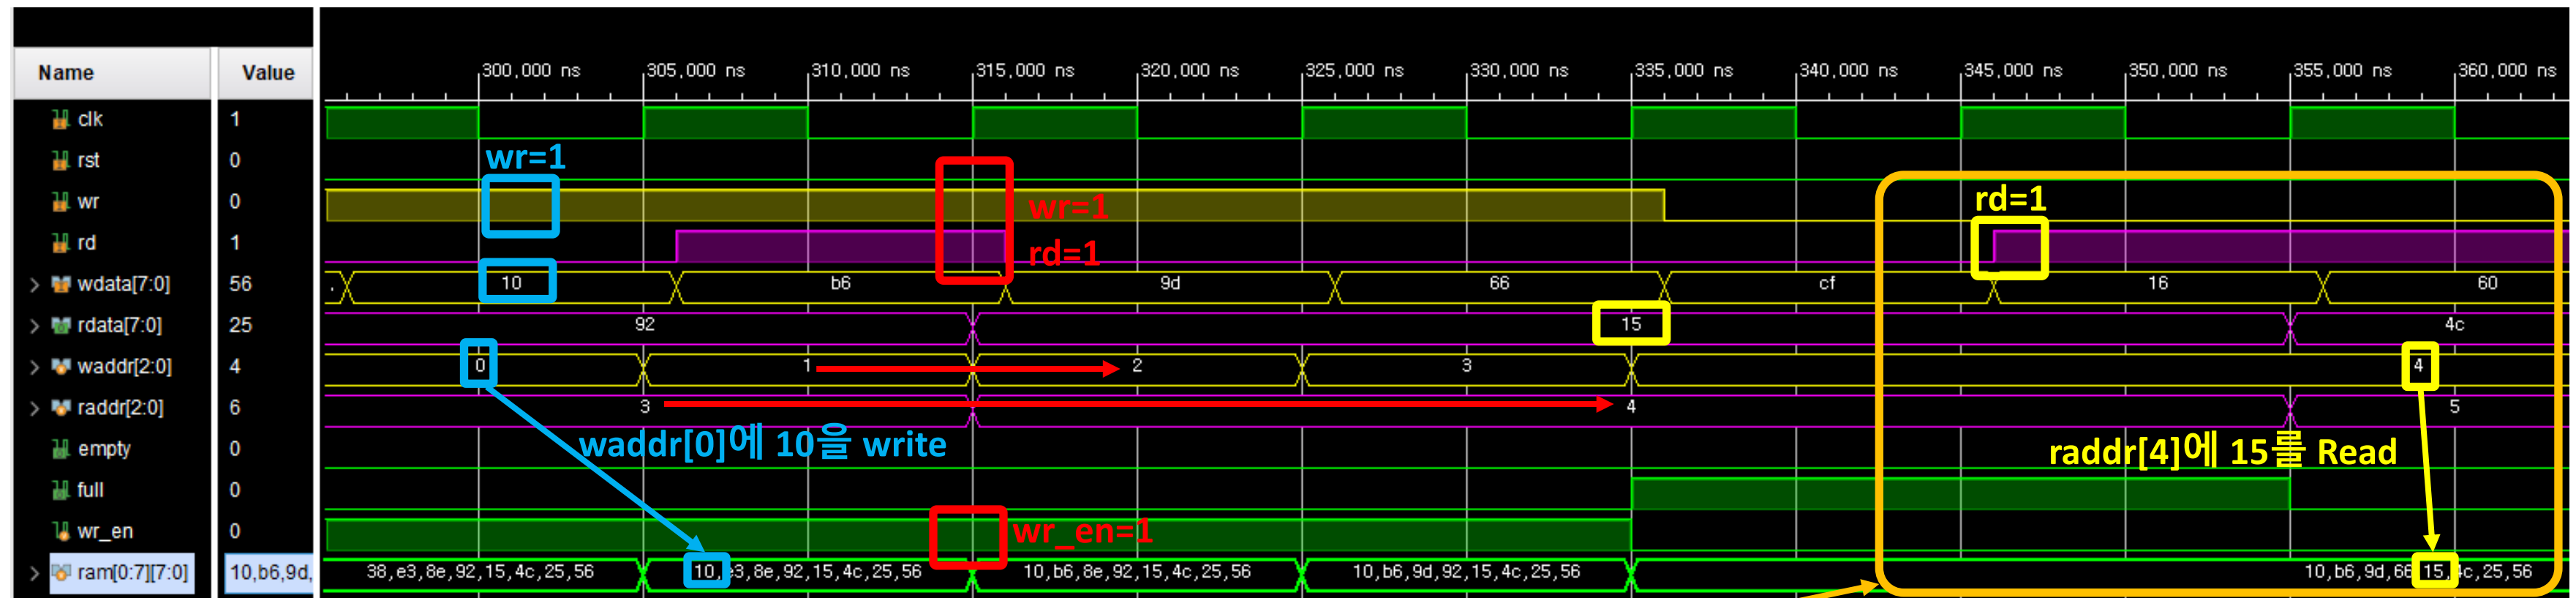 Name Value
300,000 ns 305,000 ns 310,000 ns 315,000 ns 320,000 ns 325,000 ns 330,000 ns 335,000 ns 340,000 ns 345,000 ns 350,000 ns 355,000 ns 360,000 ns
clk 1
rst 0
wr=1
wr 0
wr=1
rd=1
rd 1
rd=1
wdata[7:0] 56 10 b6 9d 66 cf 16 60
rdata[7:0] 25 92 15 4c
waddr[2:0] 4 0 1 2 3 4
raddr[2:0] 6 3 4 5
empty 0
waddr[0]에 10을 write
raddr[4]에 15를 Read
full 0
wr_en 0
wr_en=1
ram[0:7][7:0] 10,b6,9d, 38,e3,8e,92,15,4c,25,56 10,e3,8e,92,15,4c,25,56 10,b6,8e,92,15,4c,25,56 10,b6,9d,92,15,4c,25,56 10,b6,9d,66,15,4c,25,56